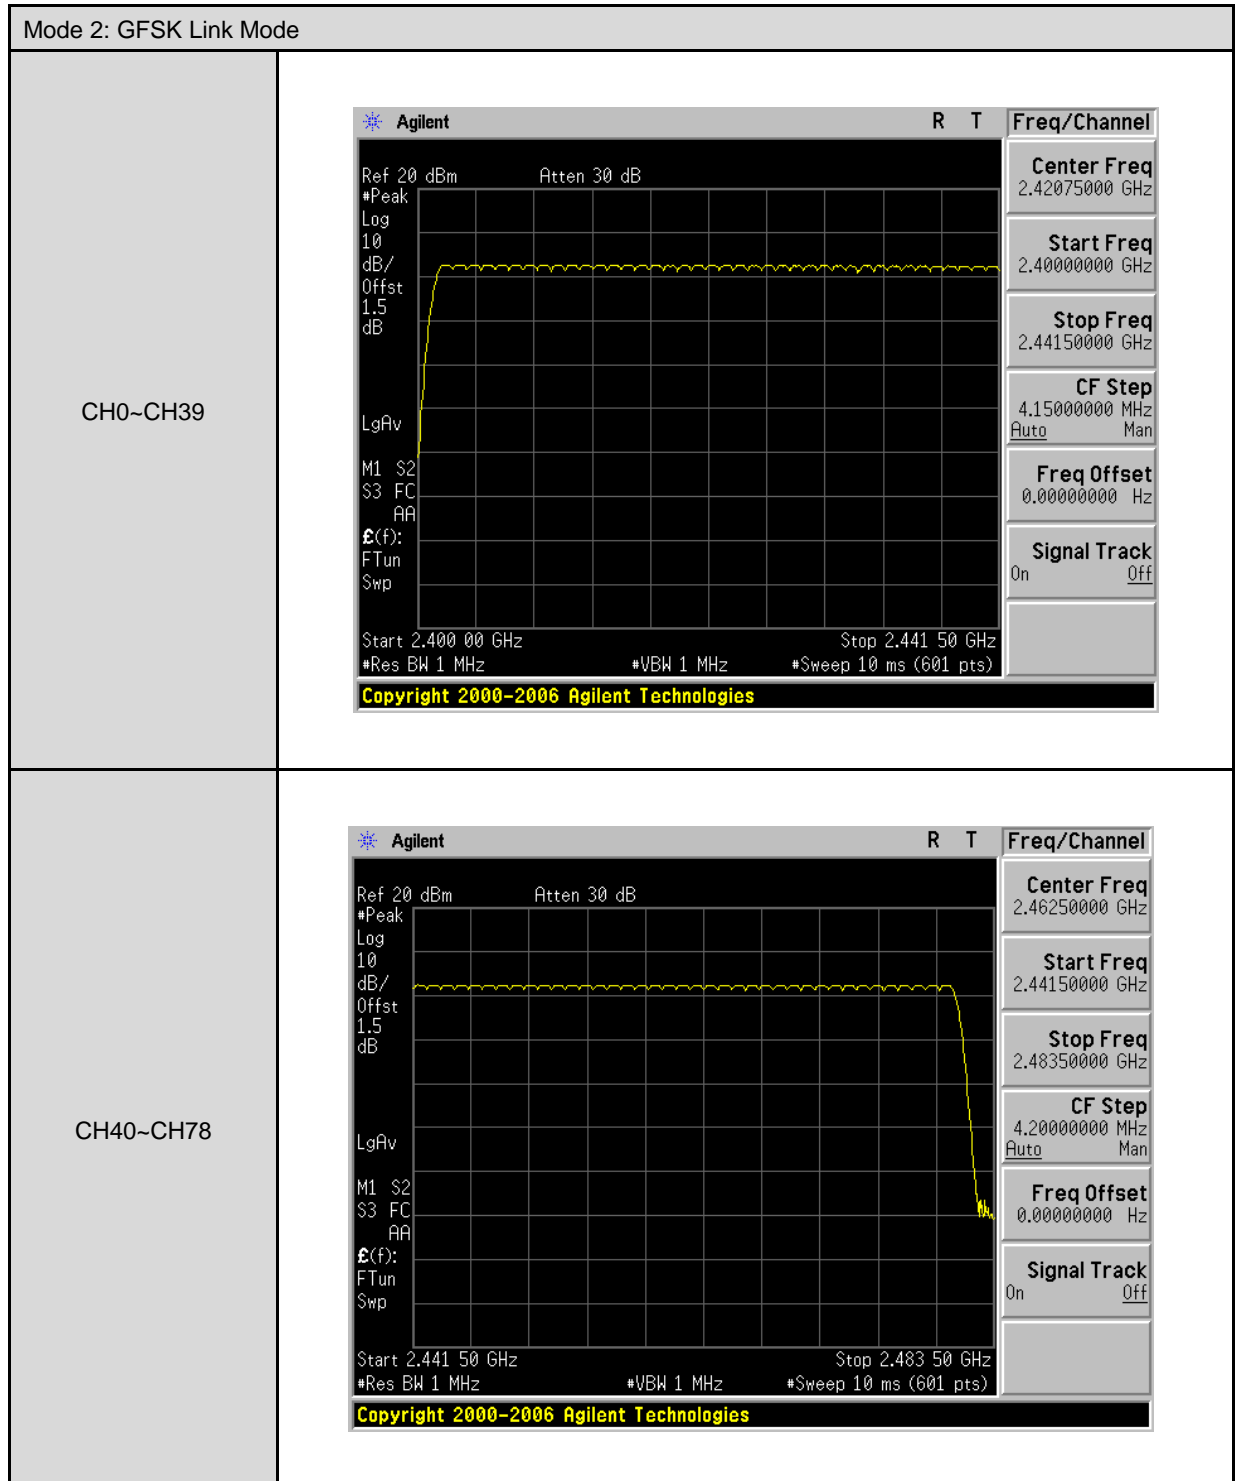 Mode 2: GFSK Link Mode
CH0~CH39
Agilent R T Freq/Channel
Ref 20 dBm Atten 30 dB
#Peak
Log
10
dB/
Offst
1.5
dB
LgAv
M1 S2
S3 FC
AA
£(f):
FTun
Swp
Start 2.400 00 GHz Stop 2.441 50 GHz
#Res BW 1 MHz #VBW 1 MHz #Sweep 10 ms (601 pts)
Copyright 2000-2006 Agilent Technologies
Center Freq
2.42075000 GHz
Start Freq
2.40000000 GHz
Stop Freq
2.44150000 GHz
CF Step
4.15000000 MHz
Auto Man
Freq Offset
0.00000000 Hz
Signal Track
On Off
CH40~CH78
Agilent R T Freq/Channel
Ref 20 dBm Atten 30 dB
#Peak
Log
10
dB/
Offst
1.5
dB
LgAv
M1 S2
S3 FC
AA
£(f):
FTun
Swp
Start 2.441 50 GHz Stop 2.483 50 GHz
#Res BW 1 MHz #VBW 1 MHz #Sweep 10 ms (601 pts)
Copyright 2000-2006 Agilent Technologies
Center Freq
2.46250000 GHz
Start Freq
2.44150000 GHz
Stop Freq
2.48350000 GHz
CF Step
4.20000000 MHz
Auto Man
Freq Offset
0.00000000 Hz
Signal Track
On Off